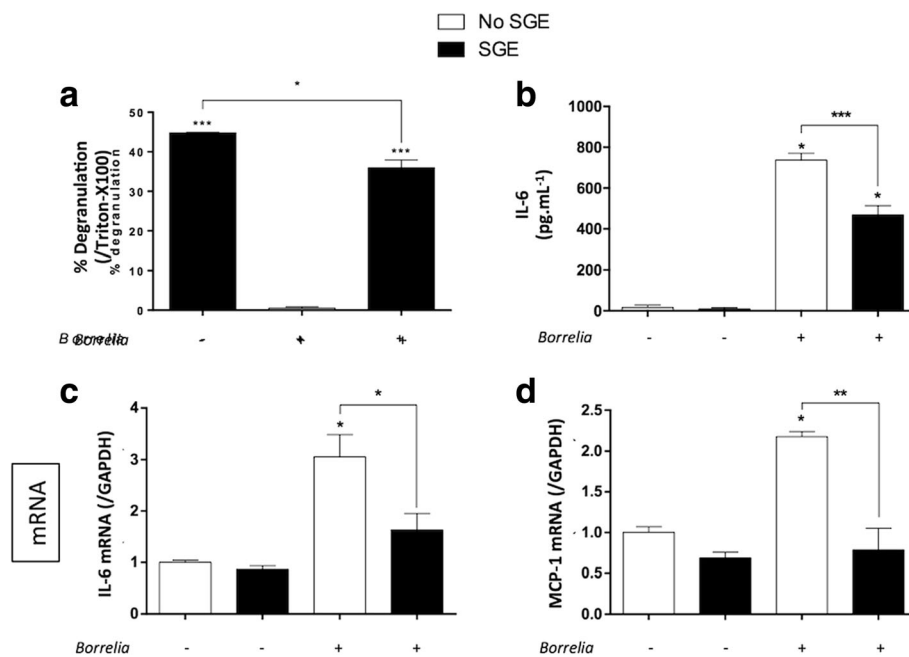 No SGE
SGE
a
% Degranulation
(/Triton-X100)
% degranulation
50
40
30
20
10
0
*
***
***
Borrelia
- + +
b
IL-6
(pg.mL-1)
1000
800
600
400
200
0
***
*
*
Borrelia - - + +
c
mRNA
IL-6 mRNA (/GAPDH)
4
3
2
1
0
*
*
Borrelia - - + +
d
MCP-1 mRNA (/GAPDH)
2.5
2.0
1.5
1.0
0.5
0.0
**
*
Borrelia - - + +